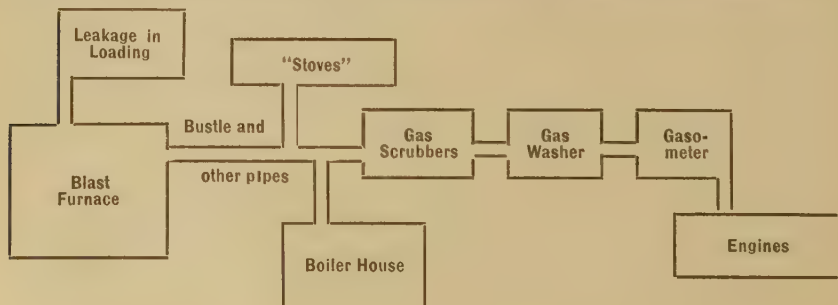 Leakage in
Loading
"Stoves"
Bustle and
other pipes
Blast
Furnace
Gas
Scrubbers
Gas
Washer
Gaso-
meter
Boiler House
Engines